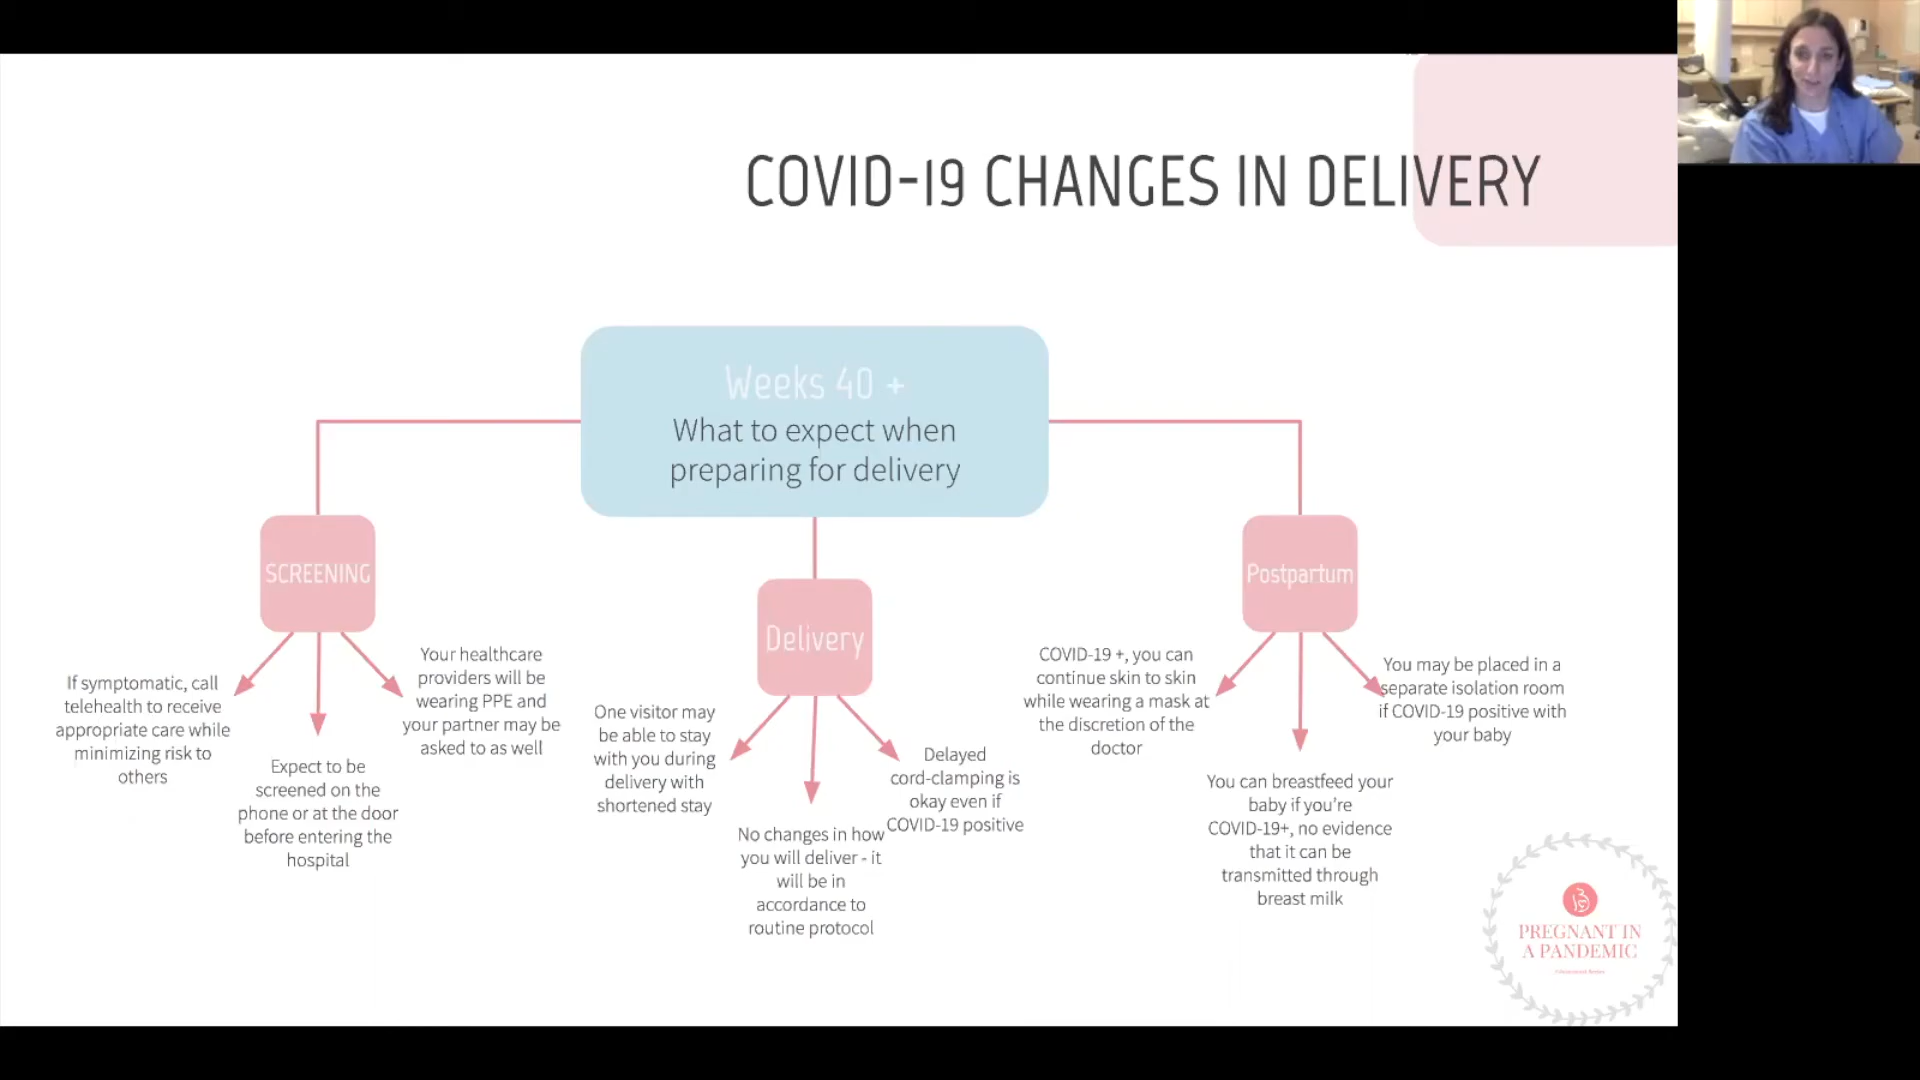 COVID-19 CHANGES IN DELIVERY
Weeks 40 +
What to expect when
preparing for delivery
SCREENING
If symptomatic, call
telehealth to receive
appropriate care while
minimizing risk to
others
Expect to be
screened on the
phone or at the door
before entering the
hospital
Your healthcare
providers will be
wearing PPE and
your partner may be
asked to as well
Delivery
One visitor may
be able to stay
with you during
delivery with
shortened stay
No changes in how
you will deliver - it
will be in
accordance to
routine protocol
Delayed
cord-clamping is
okay even if
COVID-19 positive
Postpartum
COVID-19 +, you can
continue skin to skin
while wearing a mask at
the discretion of the
doctor
You can breastfeed your
baby if you're
COVID-19+, no evidence
that it can be
transmitted through
breast milk
You may be placed in a
separate isolation room
if COVID-19 positive with
your baby
PREGNANT IN
A PANDEMIC